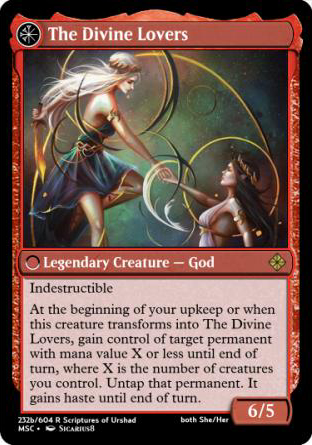 The Divine Lovers
Legendary Creature — God
Indestructible
At the beginning of your upkeep or when
this creature transforms into The Divine
Lovers, gain control of target permanent
with mana value X or less until end of
turn, where X is the number of creatures
you control. Untap that permanent. It
gains haste until end of turn.
6/5
232b/604 R Scriptures of Urshad both She/Her
MSC • Sicarius8